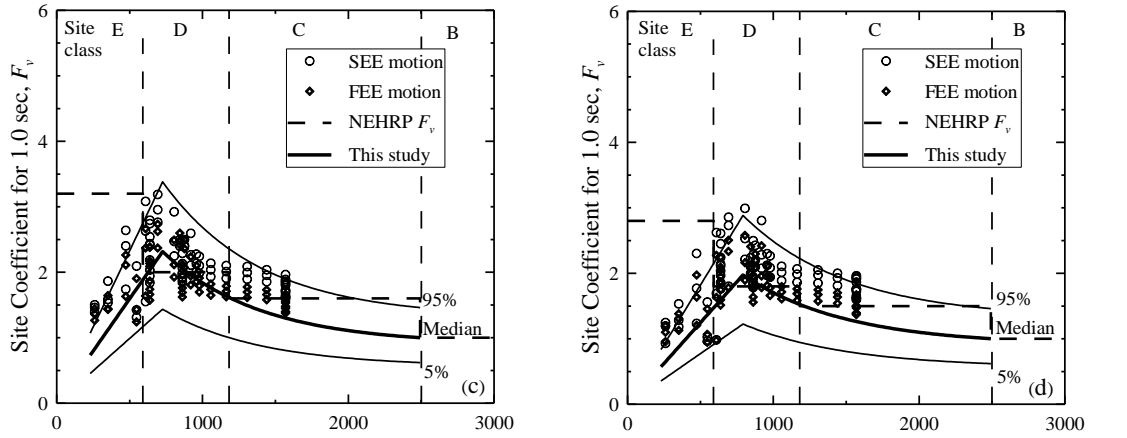 6
4
2
0
Site Coefficient for 1.0 sec, Fv
Site class
E
D
C
B
SEE motion
FEE motion
NEHRP Fv
This study
95%
Median
5%
(c)
0
1000
2000
3000
6
4
2
0
Site Coefficient for 1.0 sec, Fv
Site class
E
D
C
B
SEE motion
FEE motion
NEHRP Fv
This study
95%
Median
5%
(d)
0
1000
2000
3000